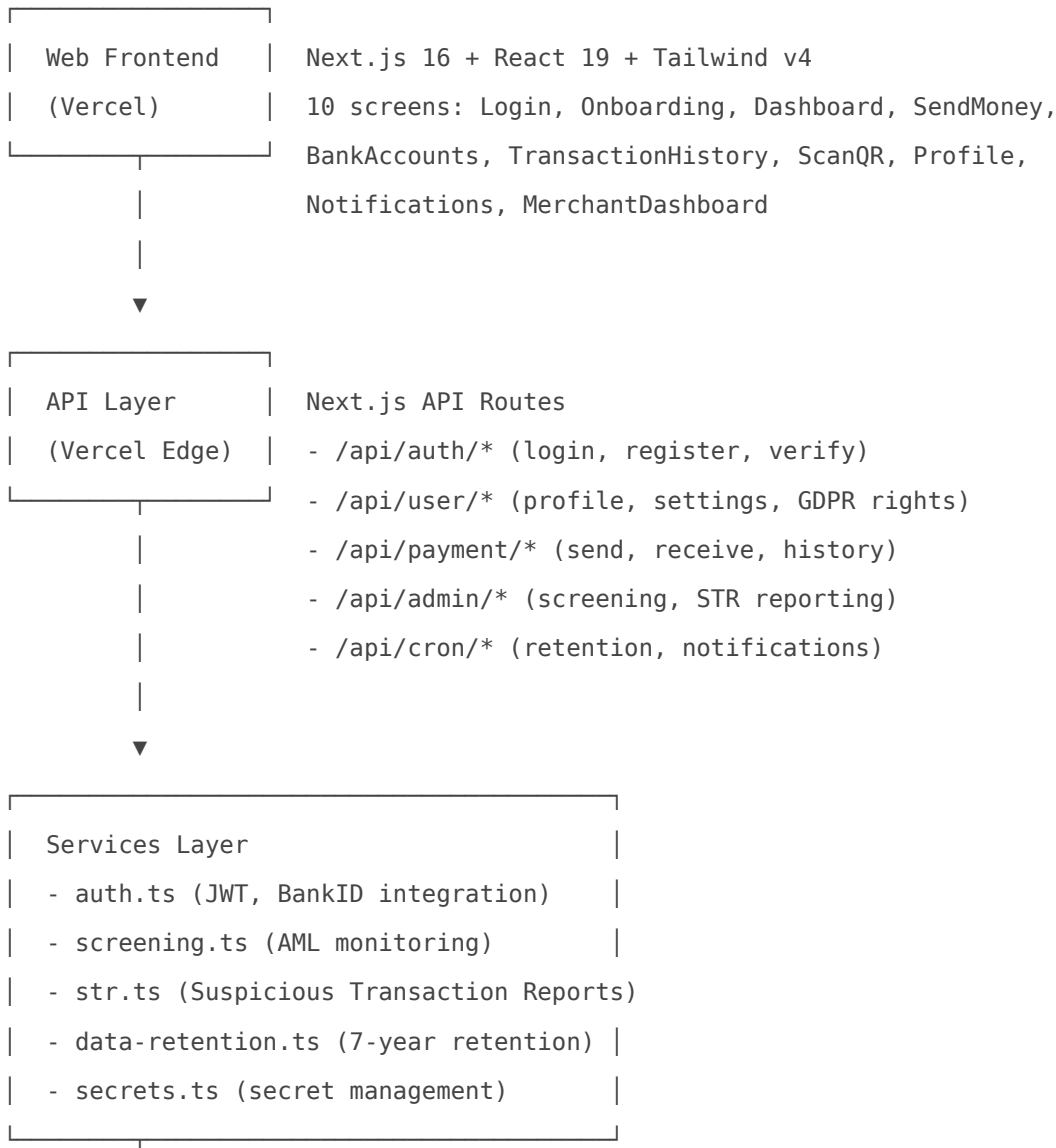 Web Frontend Next.js 16 + React 19 + Tailwind v4
(Vercel) 10 screens: Login, Onboarding, Dashboard, SendMoney,
BankAccounts, TransactionHistory, ScanQR, Profile,
Notifications, MerchantDashboard
API Layer Next.js API Routes
(Vercel Edge) - /api/auth/* (login, register, verify)
- /api/user/* (profile, settings, GDPR rights)
- /api/payment/* (send, receive, history)
- /api/admin/* (screening, STR reporting)
- /api/cron/* (retention, notifications)
Services Layer
- auth.ts (JWT, BankID integration)
- screening.ts (AML monitoring)
- str.ts (Suspicious Transaction Reports)
- data-retention.ts (7-year retention)
- secrets.ts (secret management)